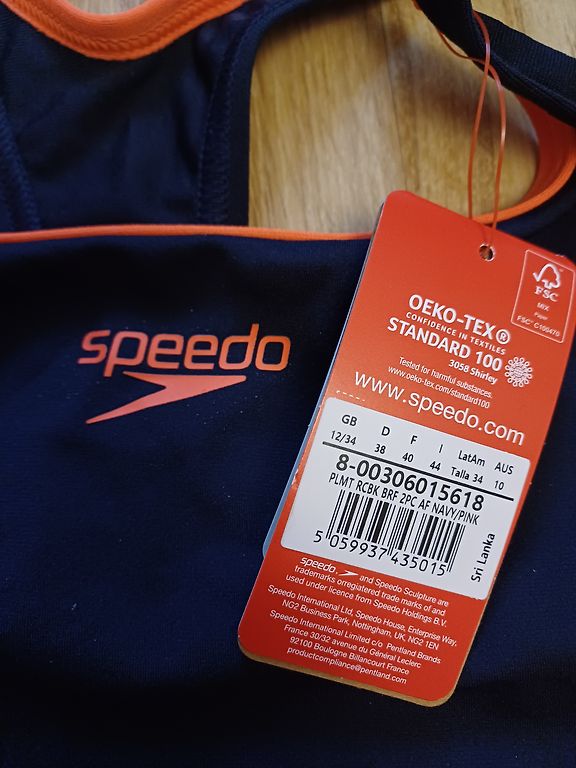 speedo
FSC
MIX
Paper
FSC® C100470
OEKO-TEX®
CONFIDENCE IN TEXTILES
STANDARD 100
3058 Shirley
Tested for harmful substances.
www.oeko-tex.com/standard100
www.speedo.com
GB D F I LatAm AUS
12/34 38 40 44 Talla 34 10
8-00306015618
PLMT RCBK BRF 2PC AF NAVY/PINK
5 059937 435015
Sri Lanka
speedo and Speedo Sculpture are
trademarks orregistered trade marks of and
used under licence from Speedo Holdings B.V.
Speedo International Ltd, Speedo House, Enterprise Way,
NG2 Business Park, Nottingham, UK, NG2 1EN
Speedo International Limited c/o Pentland Brands
France 30/32 avenue du Général Leclerc
92100 Boulogne Billancourt France
productcompliance@pentland.com